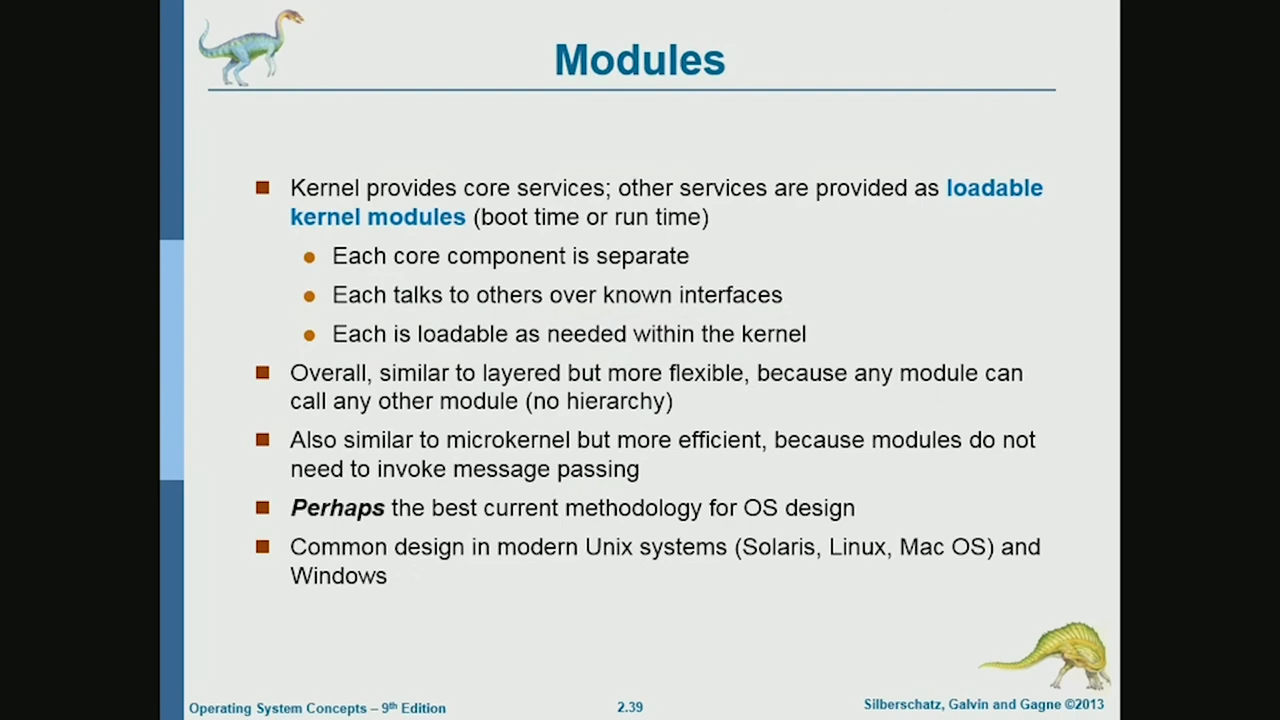 Modules
Kernel provides core services; other services are provided as loadable
kernel modules (boot time or run time)
Each core component is separate
Each talks to others over known interfaces
Each is loadable as needed within the kernel
Overall, similar to layered but more flexible, because any module can
call any other module (no hierarchy)
Also similar to microkernel but more efficient, because modules do not
need to invoke message passing
Perhaps the best current methodology for OS design
Common design in modern Unix systems (Solaris, Linux, Mac OS) and
Windows
Operating System Concepts – 9th Edition
2.39
Silberschatz, Galvin and Gagne ©2013